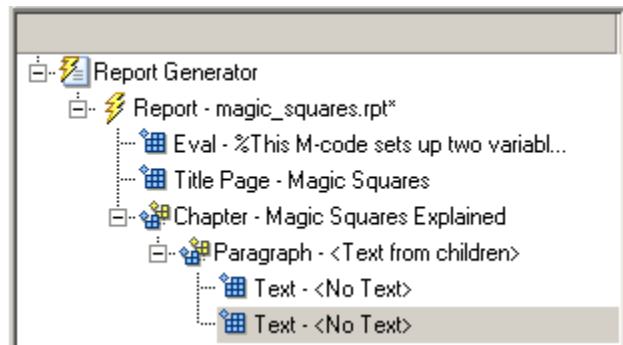 Report Generator
Report - magic_squares.rpt*
Eval - %This M-code sets up two variabl...
Title Page - Magic Squares
Chapter - Magic Squares Explained
Paragraph - <Text from children>
Text - <No Text>
Text - <No Text>